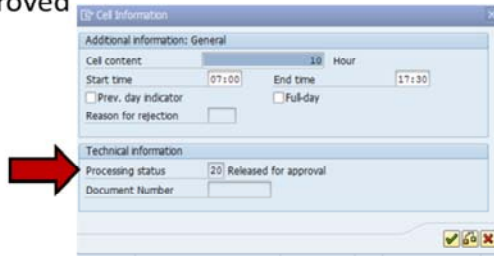 roved
Cell Information
Additional information: General
Cell content 10 Hour
Start time 07:00 End time 17:30
Prev. day indicator Full-day
Reason for rejection
Technical information
Processing status 20 Released for approval
Document Number